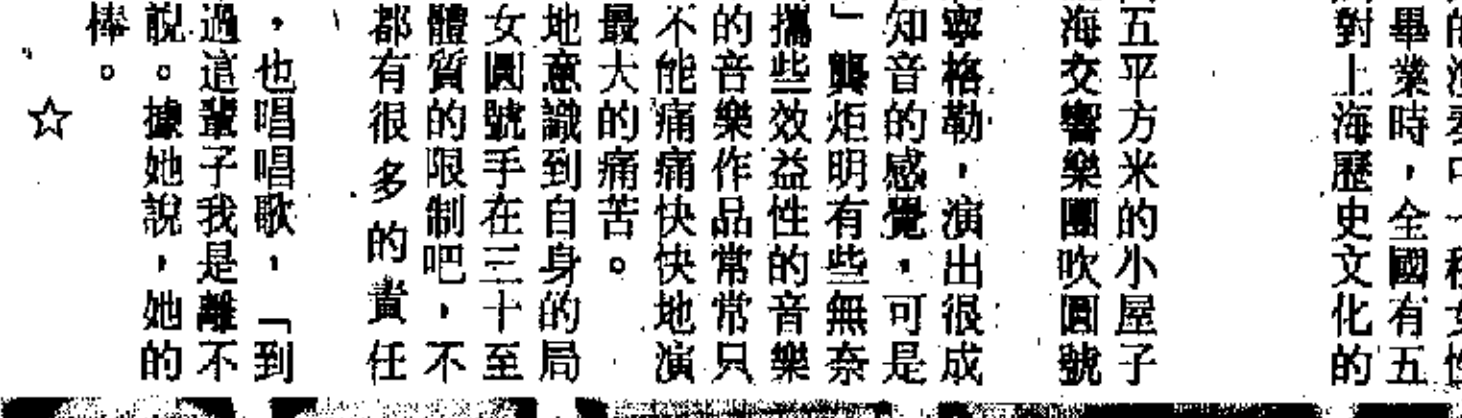 畢業時，全國有五
對上海歷史文化的
五平方米的小屋子
海交響樂團吹圓號
寧格勒，演出很成
知音的感覺，可是
」龔炬明有些無奈
攜些效益性的音樂
的音樂作品常常只
不能痛痛快快地演
最大的痛苦。
地意識到自身的局
女圓號手在三十至
體質的限制吧，不
都有很多的責任
，也唱唱歌，「到
過這輩子我是離不
說。據她說，她的
棒。
☆